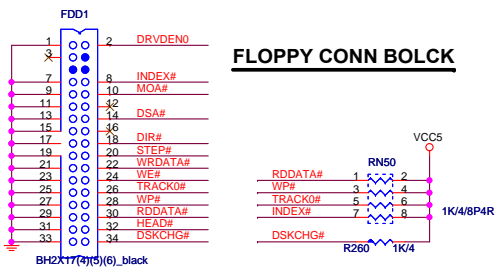 FDD1
FLOPPY CONN BOLCK
1 2 DRVDEN0
3
7 8 INDEX#
9 10 MOA#
11 12
13 14 DSA#
15 16
17 18 DIR#
19 20 STEP#
21 22 WRDATA#
23 24 WE#
25 26 TRACK0#
27 28 WP#
29 30 RDDATA#
31 32 HEAD#
33 34 DSKCHG#
BH2X17(4)(5)(6)_black
VCC5
RN50
RDDATA# 1 2
WP# 3 4
TRACK0# 5 6
INDEX# 7 8
1K/4/8P4R
DSKCHG#
R260 1K/4